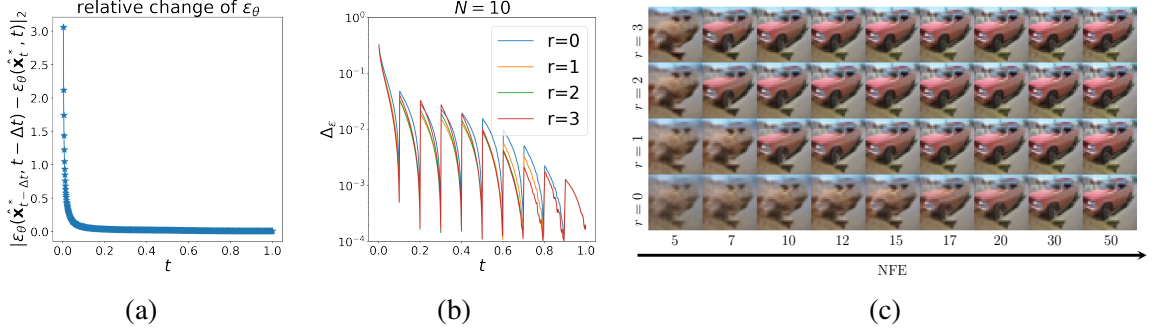 relative change of ε_θ
|ε_θ(x̂*_{t−Δt}, t − Δt) − ε_θ(x̂*_t, t)|₂
3.0
2.5
2.0
1.5
1.0
0.5
0.0
0.0 0.2 0.4 0.6 0.8 1.0
t
(a)
N = 10
Δ_ε
10⁰
10⁻¹
10⁻²
10⁻³
10⁻⁴
r=0
r=1
r=2
r=3
0.0 0.2 0.4 0.6 0.8 1.0
t
(b)
r = 3
r = 2
r = 1
r = 0
5 7 10 12 15 17 20 30 50
NFE
(c)